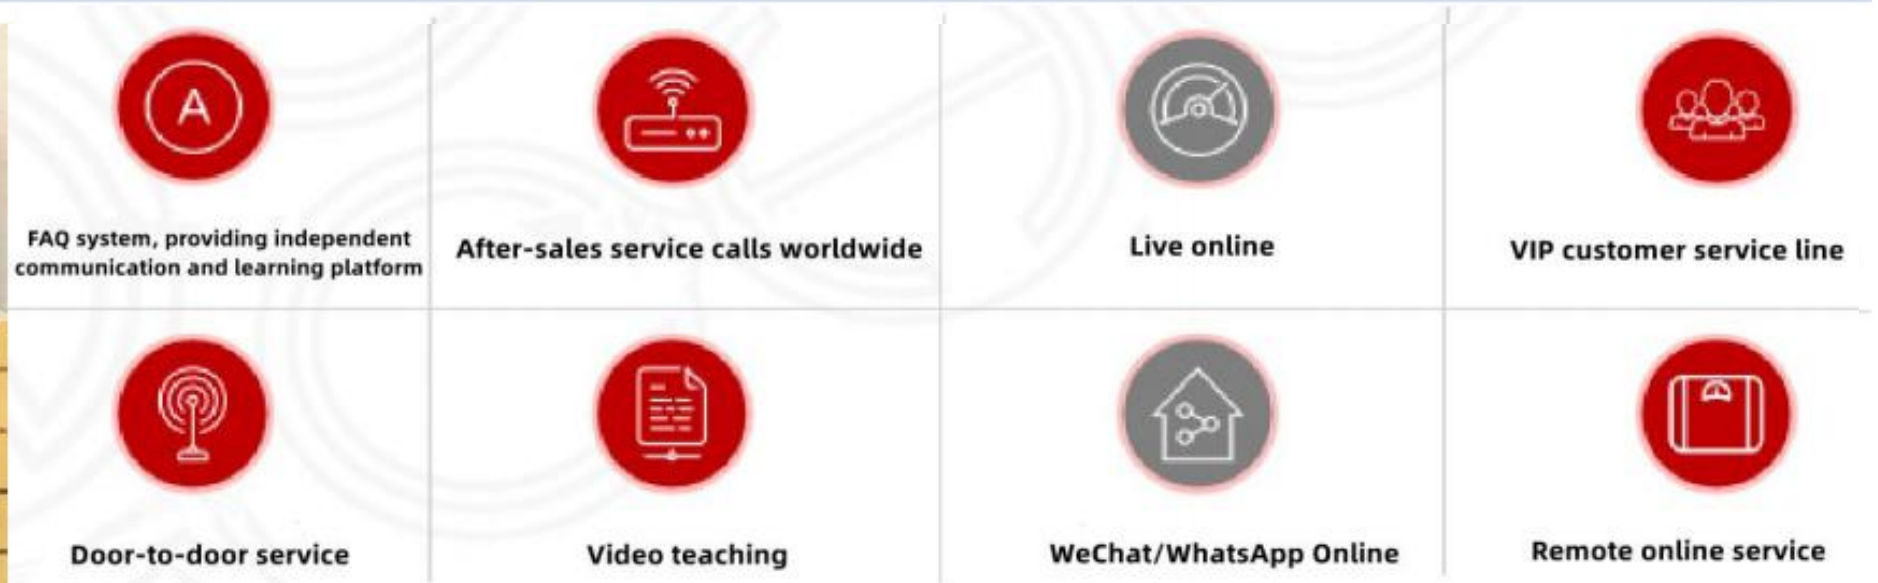 A
FAQ system, providing independent
communication and learning platform
After-sales service calls worldwide
Live online
VIP customer service line
Door-to-door service
Video teaching
WeChat/WhatsApp Online
Remote online service